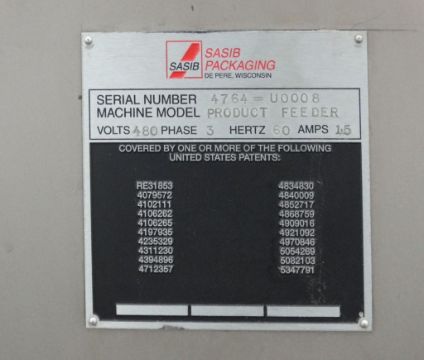 SASIB
SASIB
PACKAGING
DE PERE, WISCONSIN
SERIAL NUMBER 4764-U0008
MACHINE MODEL PRODUCT FEEDER
VOLTS 480 PHASE 3 HERTZ 60 AMPS 15
COVERED BY ONE OR MORE OF THE FOLLOWING
UNITED STATES PATENTS:
RE31853 4834830
4079572 4840009
4102111 4852717
4106262 4868759
4106265 4909016
4197935 4921092
4235329 4970846
4311230 5054269
4394896 5082103
4712357 5347791